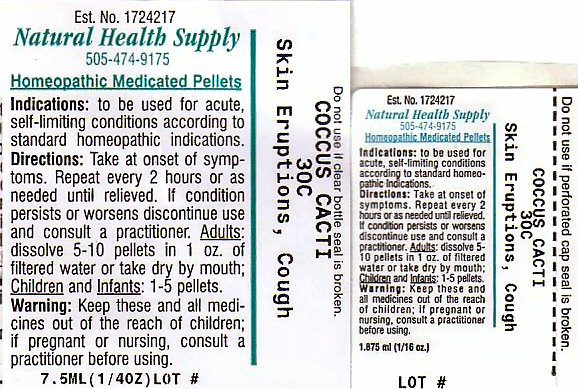 Est. No. 1724217
Natural Health Supply
505-474-9175
Homeopathic Medicated Pellets
Indications: to be used for acute,
self-limiting conditions according to
standard homeopathic indications.
Directions: Take at onset of symp-
toms. Repeat every 2 hours or as
needed until relieved. If condition
persists or worsens discontinue use
and consult a practitioner. Adults:
dissolve 5-10 pellets in 1 oz. of
filtered water or take dry by mouth;
Children and Infants: 1-5 pellets.
Warning: Keep these and all medi-
cines out of the reach of children;
if pregnant or nursing, consult a
practitioner before using.
7.5ML(1/4OZ)LOT #
Do not use if clear bottle seal is broken.
COCCUS CACTI
30C
Skin Eruptions, Cough
Est. No. 1724217
Natural Health Supply
505-474-9175
Homeopathic Medicated Pellets
Indications: to be used for
acute, self-limiting conditions
according to standard homeo-
pathic Indications.
Directions: Take at onset of
symptoms. Repeat every 2
hours or as needed until relieved.
If condition persists or worsens
discontinue use and consult a
practitioner. Adults: dissolve 5-
10 pellets in 1 oz. of filtered
water or take dry by mouth;
Children and Infants: 1-5 pellets.
Warning: Keep these and
all medicines out of the reach
of children; if pregnant or
nursing, consult a practitioner
before using.
1.875 ml (1/16 oz.)
LOT #
Do not use if perforated cap seal is broken.
COCCUS CACTI
30C
Skin Eruptions, Cough